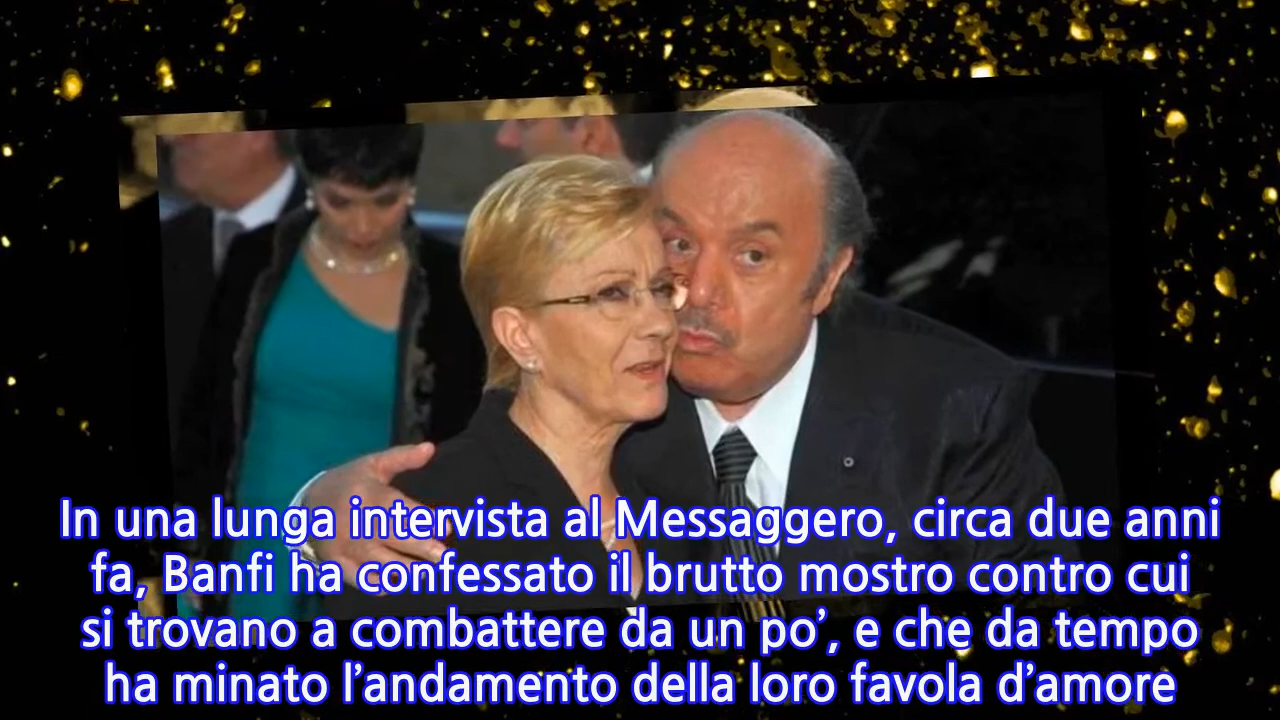 In una lunga intervista al Messaggero, circa due anni
fa, Banfi ha confessato il brutto mostro contro cui
si trovano a combattere da un po’, e che da tempo
ha minato l’andamento della loro favola d’amore